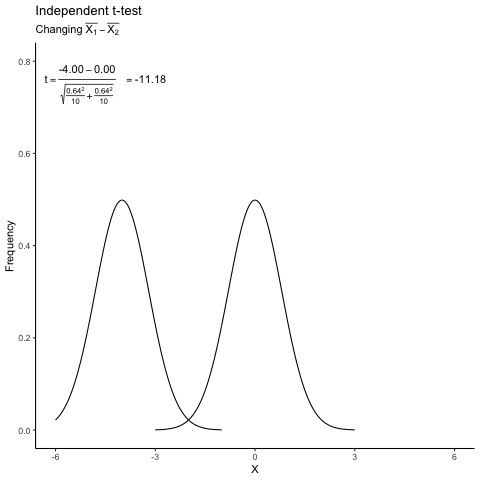 Independent t-test
Changing X̅₁ – X̅₂
t = (-4.00 – 0.00) / √(0.64²/10 + 0.64²/10) = -11.18
0.8
0.6
0.4
0.2
0.0
Frequency
-6 -3 0 3 6
X